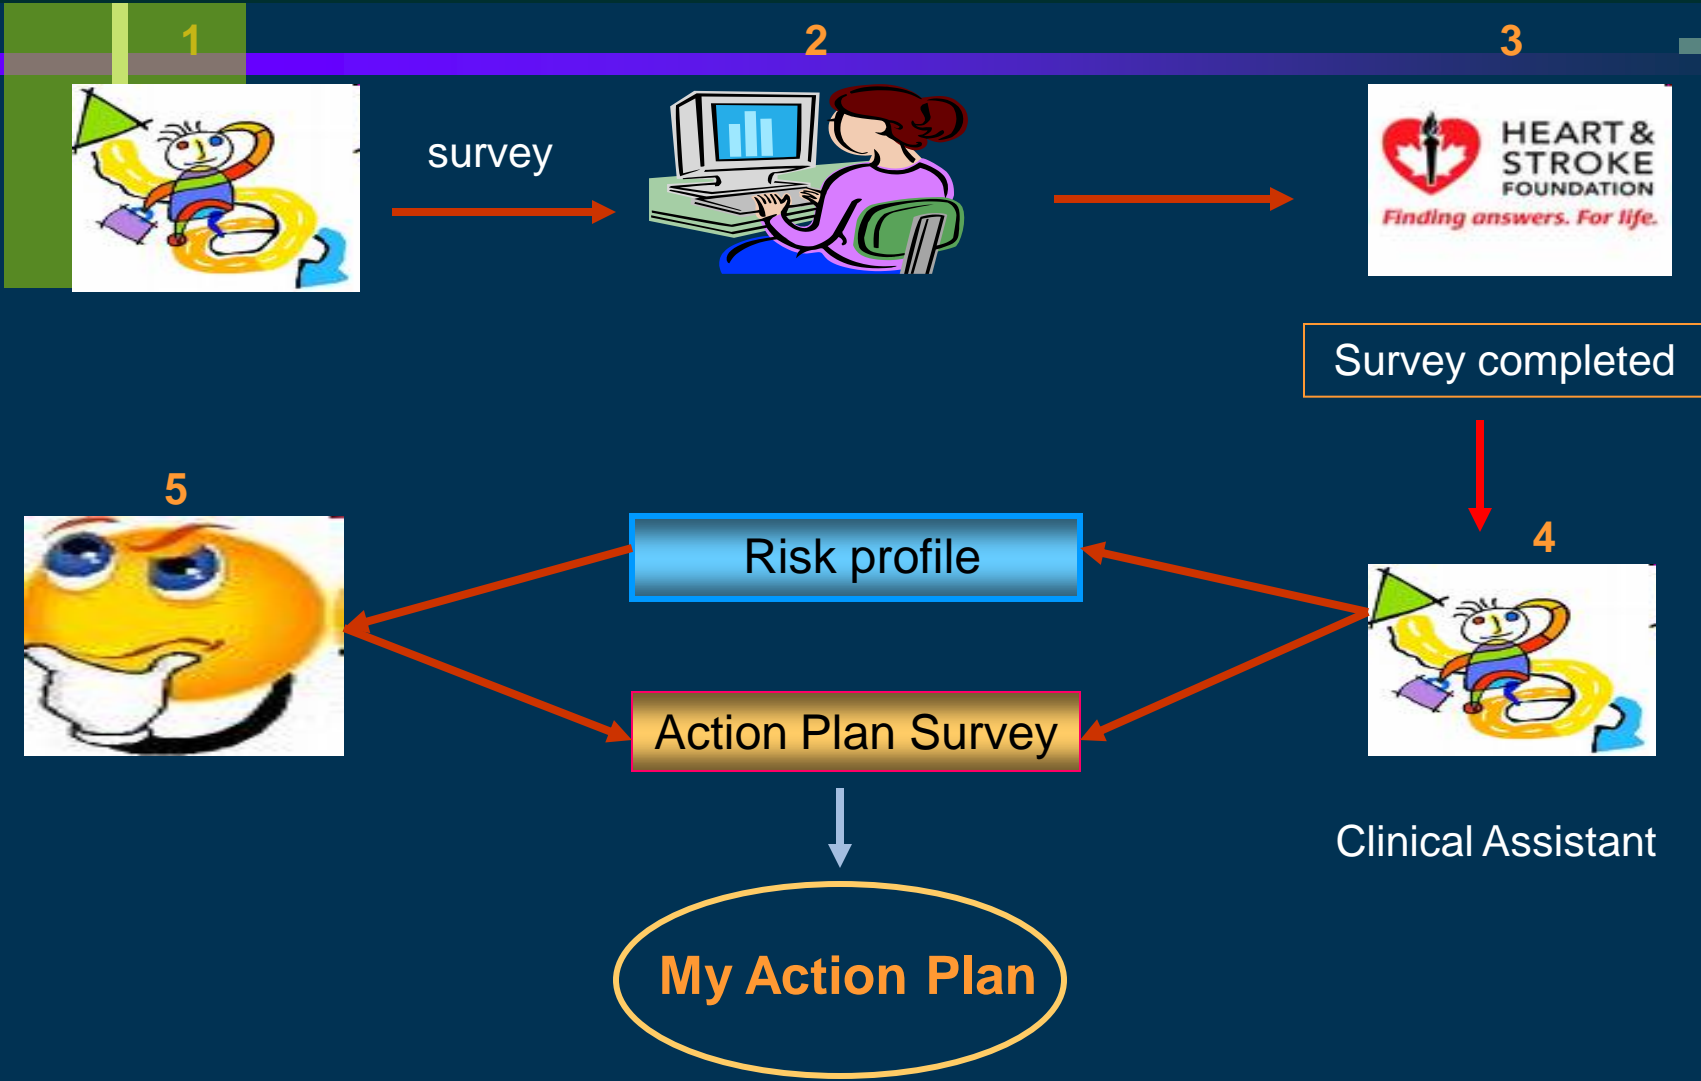 1
2
3
survey
HEART &
STROKE
FOUNDATION
Finding answers. For life.
Survey completed
5
4
Risk profile
Action Plan Survey
Clinical Assistant
My Action Plan